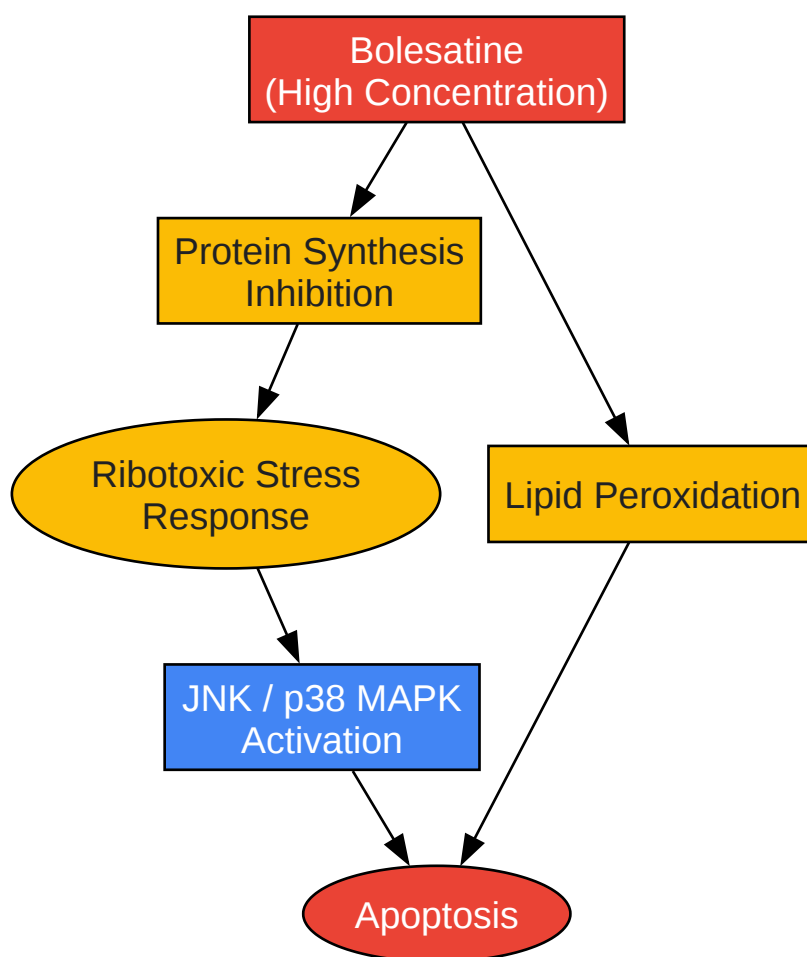 Bolesatine
(High Concentration)
Protein Synthesis
Inhibition
Ribotoxic Stress
Response
Lipid Peroxidation
JNK / p38 MAPK
Activation
Apoptosis